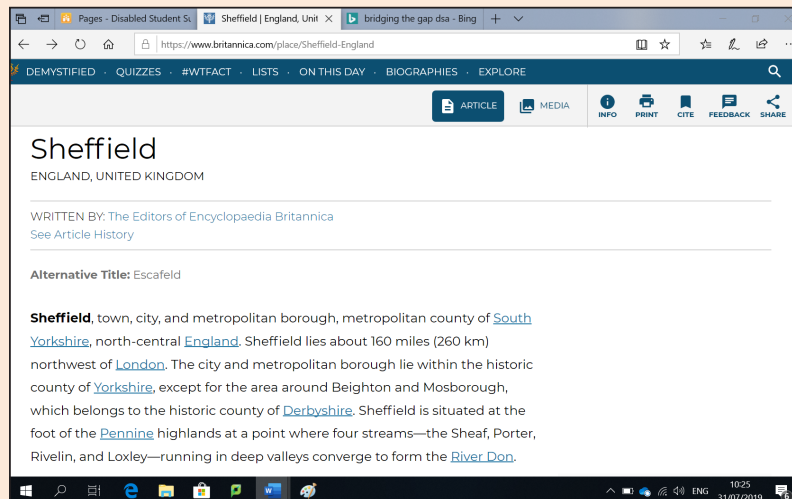 Pages - Disabled Student Su
Sheffield | England, Unit
bridging the gap dsa - Bing
https://www.britannica.com/place/Sheffield-England
DEMYSTIFIED · QUIZZES · #WTFACT · LISTS · ON THIS DAY · BIOGRAPHIES · EXPLORE
ARTICLE MEDIA INFO PRINT CITE FEEDBACK SHARE
Sheffield
ENGLAND, UNITED KINGDOM
WRITTEN BY: The Editors of Encyclopaedia Britannica
See Article History
Alternative Title: Escafeld
Sheffield, town, city, and metropolitan borough, metropolitan county of South
Yorkshire, north-central England. Sheffield lies about 160 miles (260 km)
northwest of London. The city and metropolitan borough lie within the historic
county of Yorkshire, except for the area around Beighton and Mosborough,
which belongs to the historic county of Derbyshire. Sheffield is situated at the
foot of the Pennine highlands at a point where four streams—the Sheaf, Porter,
Rivelin, and Loxley—running in deep valleys converge to form the River Don.
ENG 10:25
31/07/2019
6